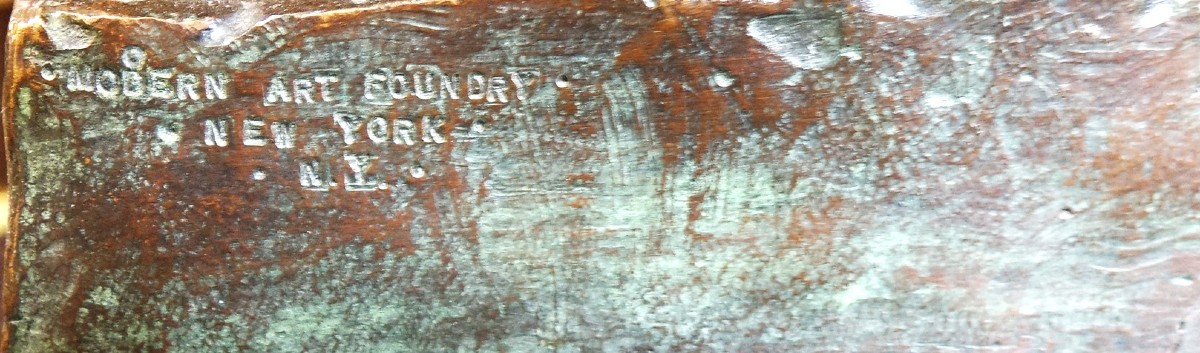 · MODERN ART FOUNDRY ·
· NEW YORK ·
· N.Y. ·